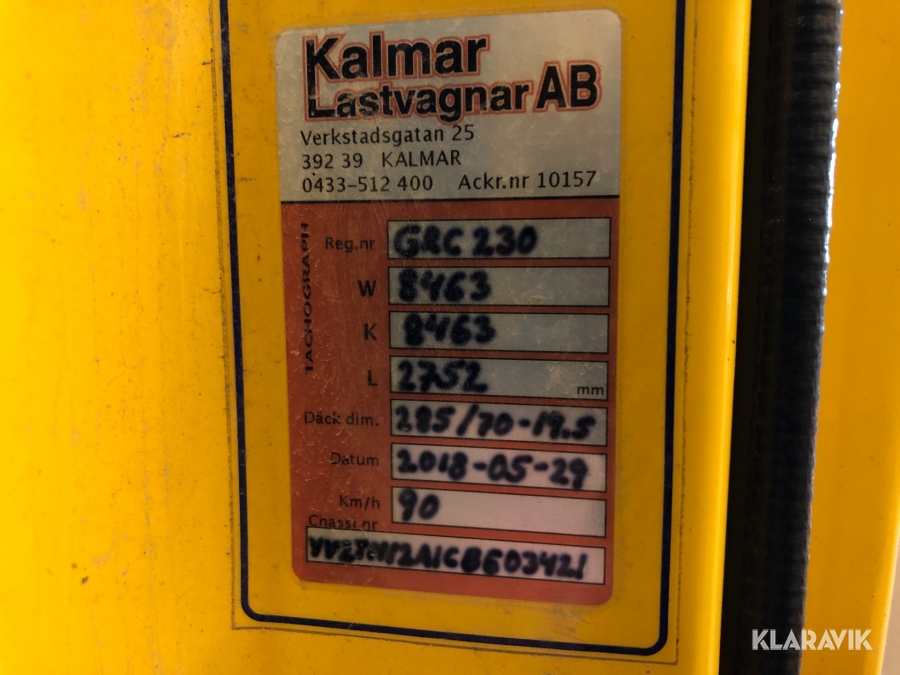 Kalmar
Lastvagnar AB
Verkstadsgatan 25
392 39 KALMAR
0433-512 400 Ackr.nr 10157
TACHOGRAPH
Reg.nr GRC 230
W 8463
K 8463
L 2752 mm
Däck dim. 285/70-19.5
Datum 2018-05-29
Km/h 90
Chassi nr
KLARAVIK